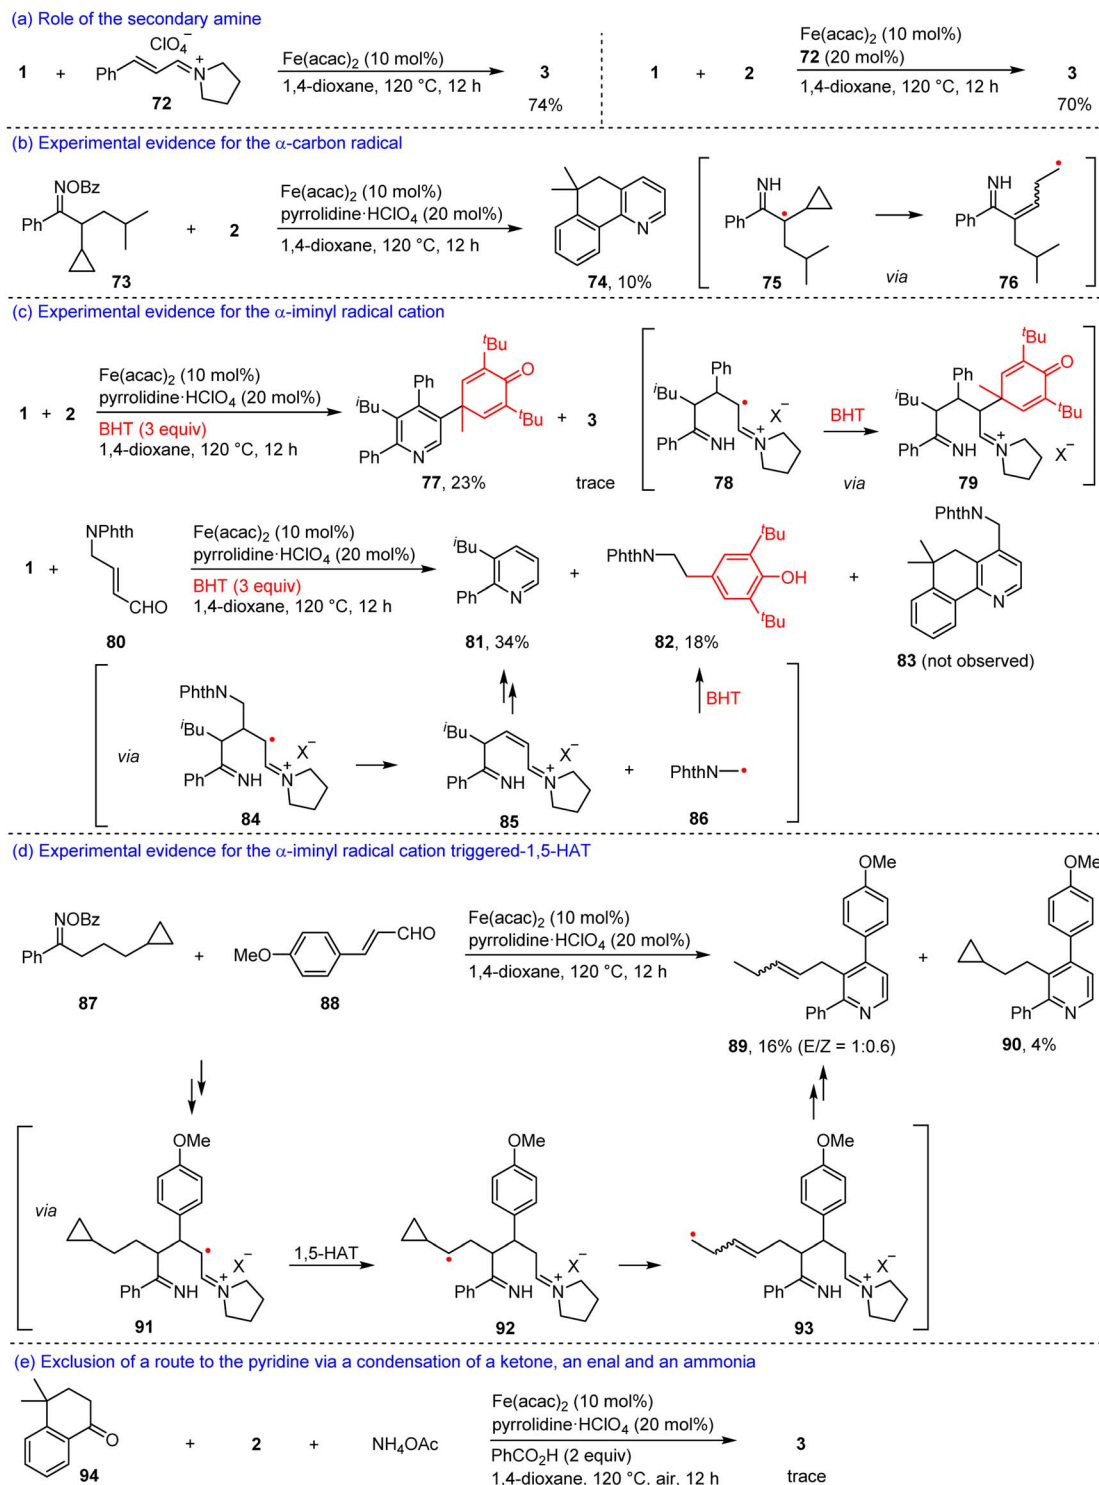 (a) Role of the secondary amine
ClO4−
Ph
N
+
72
1 +
Fe(acac)2 (10 mol%)
1,4-dioxane, 120 °C, 12 h
3
74%
1 + 2
Fe(acac)2 (10 mol%)
72 (20 mol%)
1,4-dioxane, 120 °C, 12 h
3
70%
(b) Experimental evidence for the α-carbon radical
NOBz
Ph
73
+ 2
Fe(acac)2 (10 mol%)
pyrrolidine·HClO4 (20 mol%)
1,4-dioxane, 120 °C, 12 h
N
74, 10%
NH
Ph
75
via
NH
Ph
76
(c) Experimental evidence for the α-iminyl radical cation
1 + 2
Fe(acac)2 (10 mol%)
pyrrolidine·HClO4 (20 mol%)
BHT (3 equiv)
1,4-dioxane, 120 °C, 12 h
tBu
O
tBu
Ph
iBu
Ph
N
77, 23%
+ 3
trace
Ph
iBu
X−
Ph
NH
N
+
78
BHT
via
tBu
O
tBu
Ph
iBu
Ph
NH
N
+
X−
79
NPhth
CHO
1 +
80
Fe(acac)2 (10 mol%)
pyrrolidine·HClO4 (20 mol%)
BHT (3 equiv)
1,4-dioxane, 120 °C, 12 h
iBu
Ph
N
81, 34%
+
PhthN
tBu
OH
tBu
82, 18%
+
PhthN
N
83 (not observed)
via
PhthN
iBu
X−
Ph
NH
N
+
84
iBu
X−
Ph
NH
N
+
85
+
BHT
PhthN
86
(d) Experimental evidence for the α-iminyl radical cation triggered-1,5-HAT
NOBz
Ph
87
+
MeO
CHO
88
Fe(acac)2 (10 mol%)
pyrrolidine·HClO4 (20 mol%)
1,4-dioxane, 120 °C, 12 h
OMe
Ph
N
89, 16% (E/Z = 1:0.6)
+
OMe
Ph
N
90, 4%
via
OMe
X−
Ph
NH
N
+
91
1,5-HAT
OMe
X−
Ph
NH
N
+
92
OMe
X−
Ph
NH
N
+
93
(e) Exclusion of a route to the pyridine via a condensation of a ketone, an enal and an ammonia
O
94
+ 2 + NH4OAc
Fe(acac)2 (10 mol%)
pyrrolidine·HClO4 (20 mol%)
PhCO2H (2 equiv)
1,4-dioxane, 120 °C, air, 12 h
3
trace